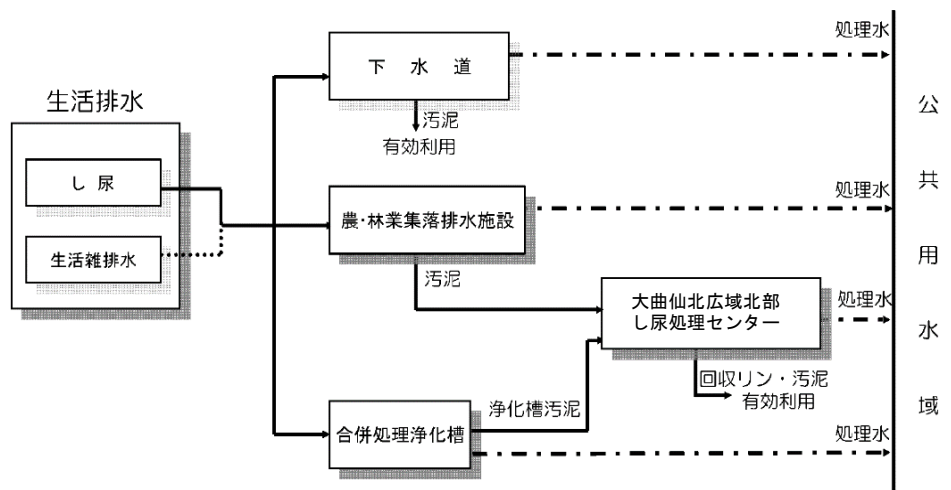 生活排水
し 尿
生活雑排水
下 水 道
汚泥
有効利用
農・林業集落排水施設
汚泥
大曲仙北広域北部
し尿処理センター
回収リン・汚泥
有効利用
合併処理浄化槽
浄化槽汚泥
処理水
処理水
処理水
処理水
公共用水域